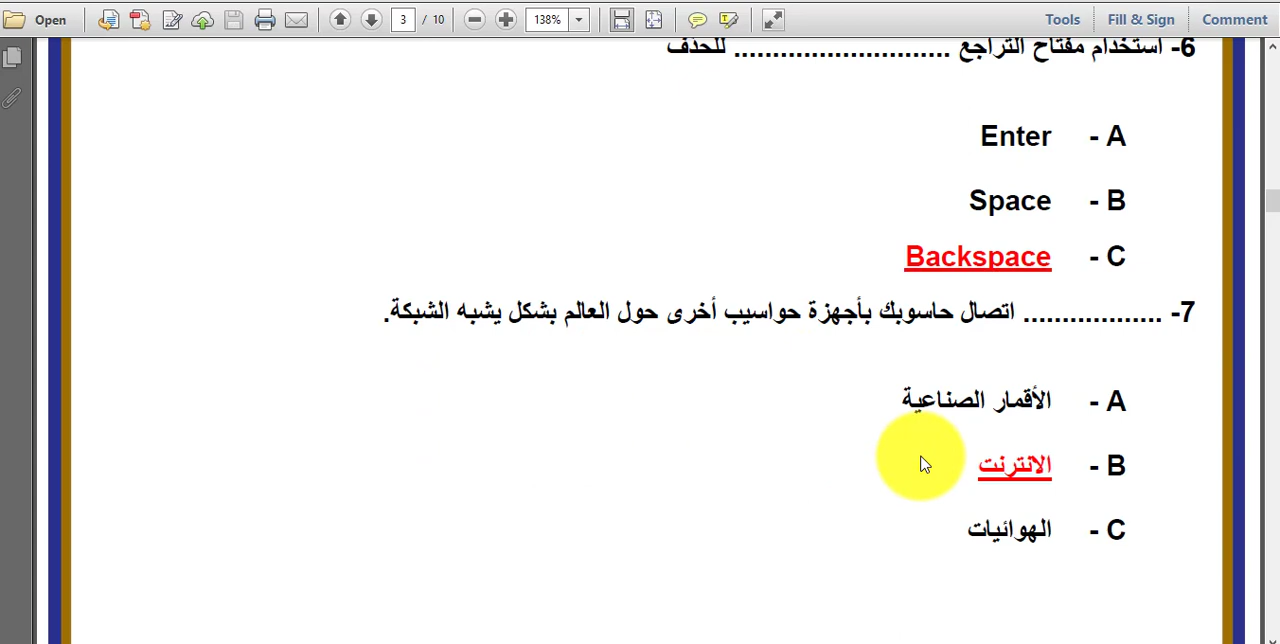 Open
3 / 10
138%
Tools
Fill & Sign
Comment
6- استخدام مفتاح التراجع ............................ للحذف
A - Enter
B - Space
C - Backspace
7- .................. اتصال حاسوبك بأجهزة حواسيب أخرى حول العالم بشكل يشبه الشبكة.
A - الأقمار الصناعية
B - الانترنت
C - الهوائيات